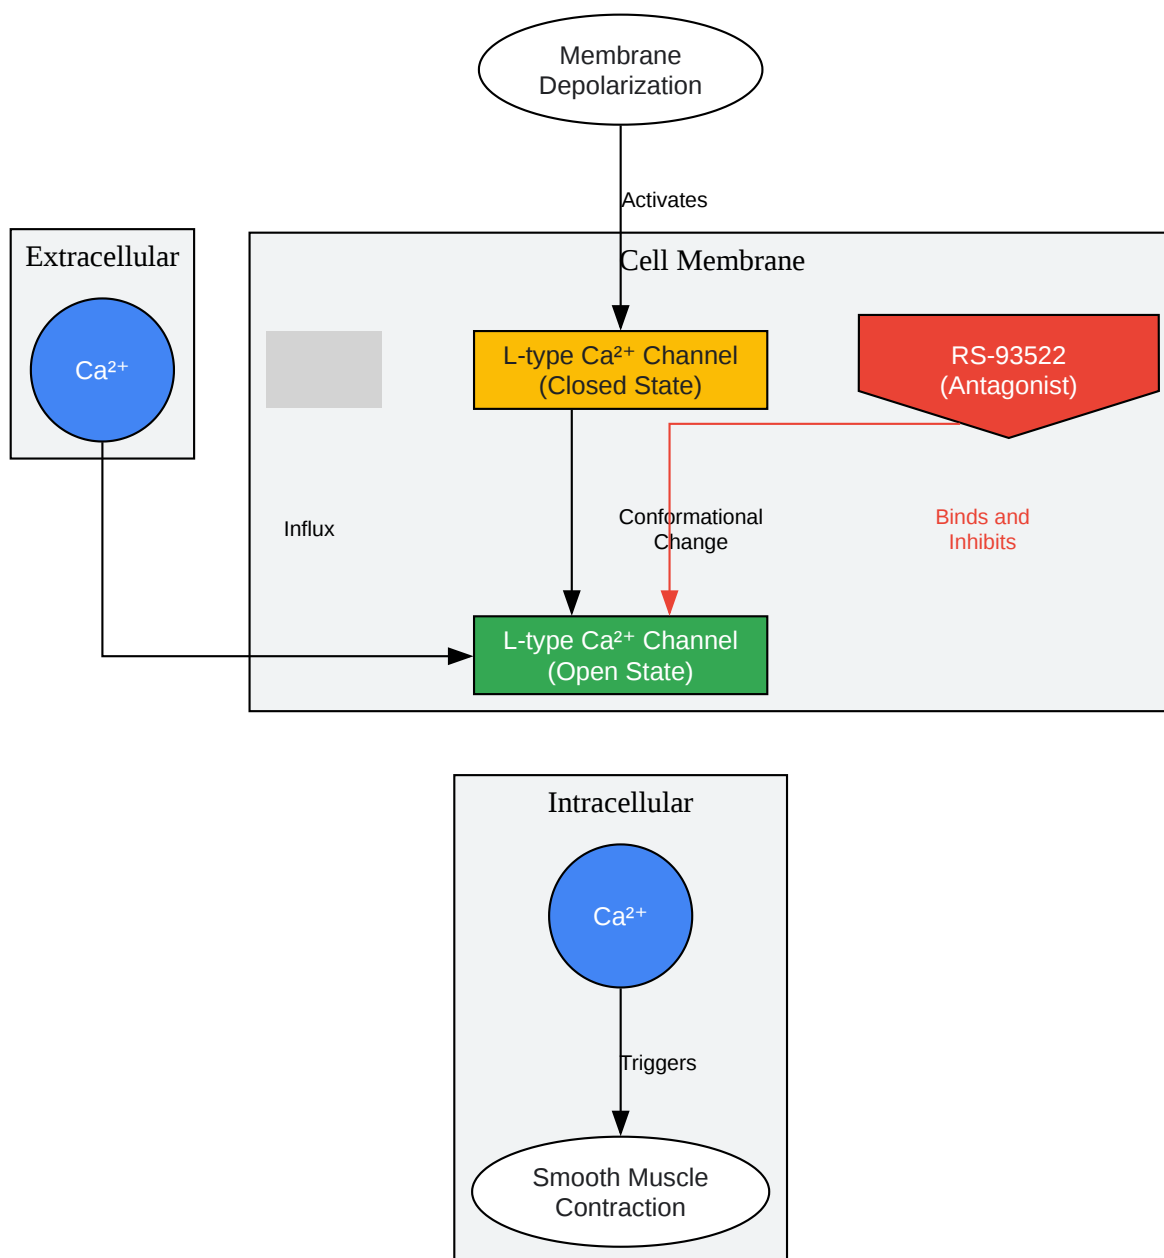 Membrane
Depolarization
Activates
Extracellular
Cell Membrane
Ca²⁺
L-type Ca²⁺ Channel
(Closed State)
RS-93522
(Antagonist)
Influx
Conformational
Change
Binds and
Inhibits
L-type Ca²⁺ Channel
(Open State)
Intracellular
Ca²⁺
Triggers
Smooth Muscle
Contraction